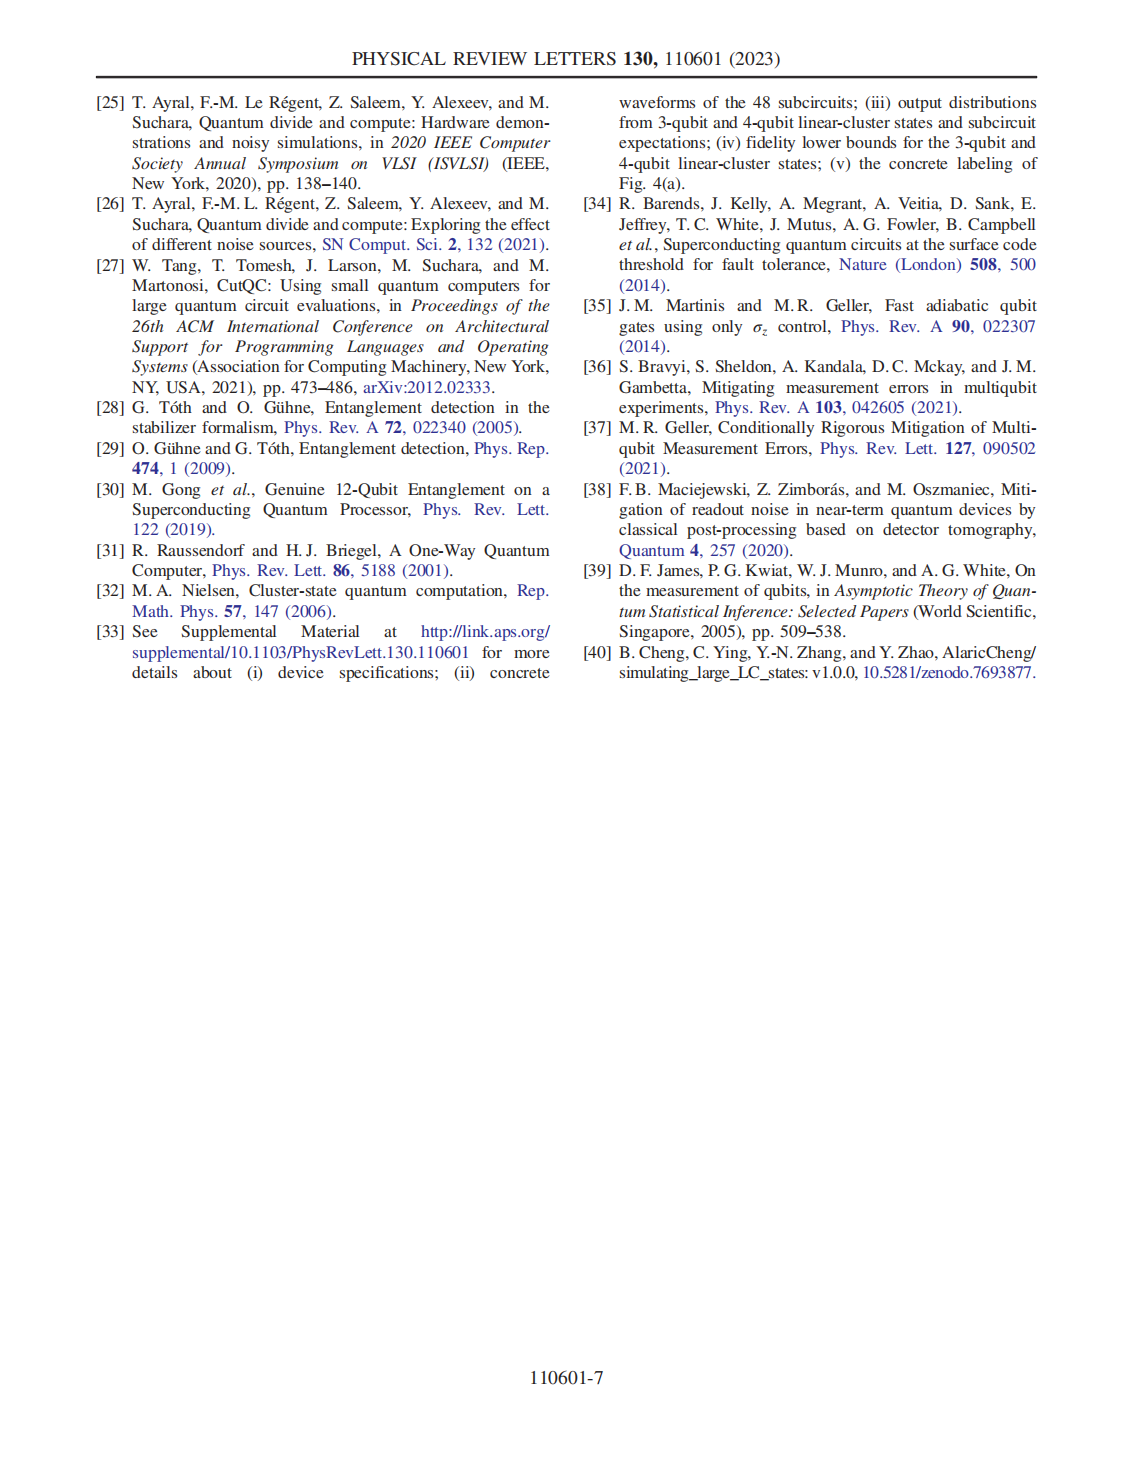 PHYSICAL REVIEW LETTERS 130, 110601 (2023)
[25] T. Ayral, F.-M. Le Régent, Z. Saleem, Y. Alexeev, and M.
Suchara, Quantum divide and compute: Hardware demon-
strations and noisy simulations, in 2020 IEEE Computer
Society Annual Symposium on VLSI (ISVLSI) (IEEE,
New York, 2020), pp. 138–140.
[26] T. Ayral, F.-M. L. Régent, Z. Saleem, Y. Alexeev, and M.
Suchara, Quantum divide and compute: Exploring the effect
of different noise sources, SN Comput. Sci. 2, 132 (2021).
[27] W. Tang, T. Tomesh, J. Larson, M. Suchara, and M.
Martonosi, CutQC: Using small quantum computers for
large quantum circuit evaluations, in Proceedings of the
26th ACM International Conference on Architectural
Support for Programming Languages and Operating
Systems (Association for Computing Machinery, New York,
NY, USA, 2021), pp. 473–486, arXiv:2012.02333.
[28] G. Tóth and O. Gühne, Entanglement detection in the
stabilizer formalism, Phys. Rev. A 72, 022340 (2005).
[29] O. Gühne and G. Tóth, Entanglement detection, Phys. Rep.
474, 1 (2009).
[30] M. Gong et al., Genuine 12-Qubit Entanglement on a
Superconducting Quantum Processor, Phys. Rev. Lett.
122 (2019).
[31] R. Raussendorf and H. J. Briegel, A One-Way Quantum
Computer, Phys. Rev. Lett. 86, 5188 (2001).
[32] M. A. Nielsen, Cluster-state quantum computation, Rep.
Math. Phys. 57, 147 (2006).
[33] See Supplemental Material at http://link.aps.org/
supplemental/10.1103/PhysRevLett.130.110601 for more
details about (i) device specifications; (ii) concrete
waveforms of the 48 subcircuits; (iii) output distributions
from 3-qubit and 4-qubit linear-cluster states and subcircuit
expectations; (iv) fidelity lower bounds for the 3-qubit and
4-qubit linear-cluster states; (v) the concrete labeling of
Fig. 4(a).
[34] R. Barends, J. Kelly, A. Megrant, A. Veitia, D. Sank, E.
Jeffrey, T. C. White, J. Mutus, A. G. Fowler, B. Campbell
et al., Superconducting quantum circuits at the surface code
threshold for fault tolerance, Nature (London) 508, 500
(2014).
[35] J. M. Martinis and M. R. Geller, Fast adiabatic qubit
gates using only σz control, Phys. Rev. A 90, 022307
(2014).
[36] S. Bravyi, S. Sheldon, A. Kandala, D. C. Mckay, and J. M.
Gambetta, Mitigating measurement errors in multiqubit
experiments, Phys. Rev. A 103, 042605 (2021).
[37] M. R. Geller, Conditionally Rigorous Mitigation of Multi-
qubit Measurement Errors, Phys. Rev. Lett. 127, 090502
(2021).
[38] F. B. Maciejewski, Z. Zimborás, and M. Oszmaniec, Miti-
gation of readout noise in near-term quantum devices by
classical post-processing based on detector tomography,
Quantum 4, 257 (2020).
[39] D. F. James, P. G. Kwiat, W. J. Munro, and A. G. White, On
the measurement of qubits, in Asymptotic Theory of Quan-
tum Statistical Inference: Selected Papers (World Scientific,
Singapore, 2005), pp. 509–538.
[40] B. Cheng, C. Ying, Y.-N. Zhang, and Y. Zhao, AlaricCheng/
simulating_large_LC_states: v1.0.0, 10.5281/zenodo.7693877.
110601-7